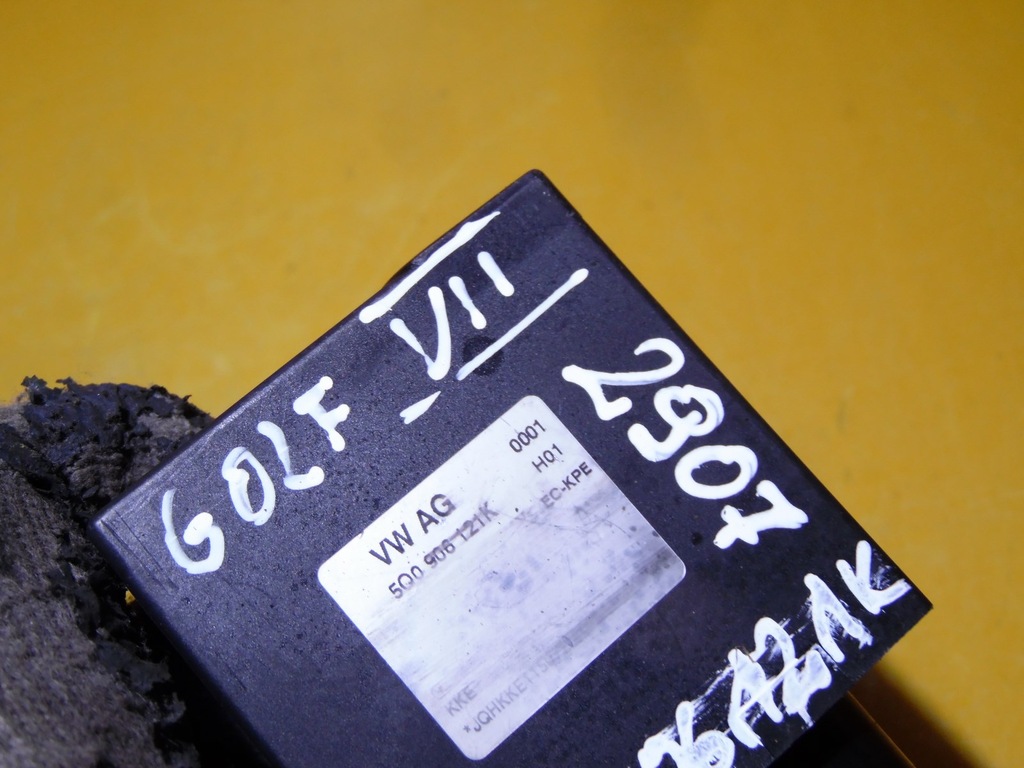 GOLF VII
2907
VW AG 0001
5Q0 906 121K H01
EC-KPE
KKE